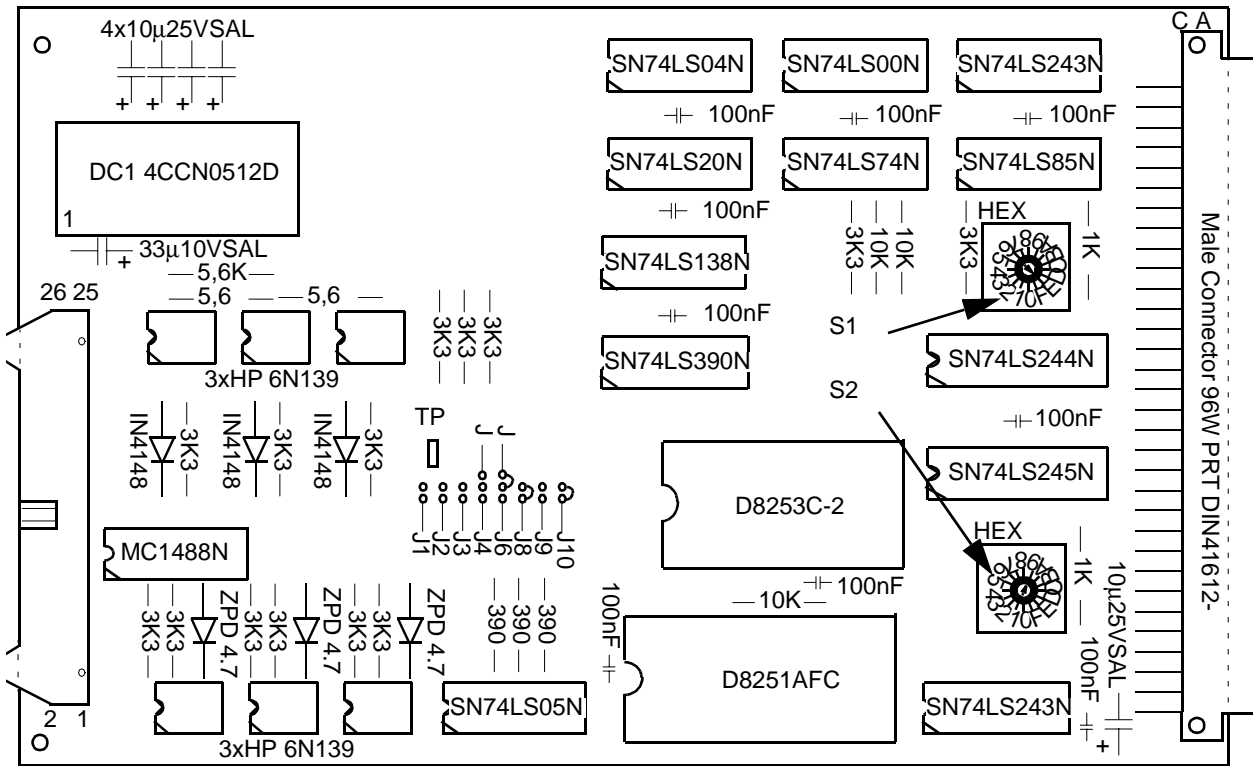 4x10µ25VSAL
C A
SN74LS04N
SN74LS00N
SN74LS243N
100nF
100nF
100nF
DC1 4CCN0512D
1
SN74LS20N
SN74LS74N
SN74LS85N
100nF
33µ10VSAL
+
+ + + +
5,6K
5,6
5,6
SN74LS138N
3K3
10K
10K
3K3
HEX
1K
26 25
3K3
3K3
3K3
100nF
S1
Male Connector 96W PRT DIN41612-
SN74LS390N
SN74LS244N
3xHP 6N139
S2
100nF
IN4148
3K3
IN4148
3K3
IN4148
3K3
TP
J
J
SN74LS245N
D8253C-2
J1
J2
J3
J4
J6
J8
J9
J10
HEX
MC1488N
1K
100nF
10K
10µ25VSAL
3K3
3K3
ZPD 4.7
3K3
3K3
ZPD 4.7
3K3
3K3
ZPD 4.7
390
390
390
100nF
100nF
+
D8251AFC
SN74LS05N
SN74LS243N
2 1
3xHP 6N139